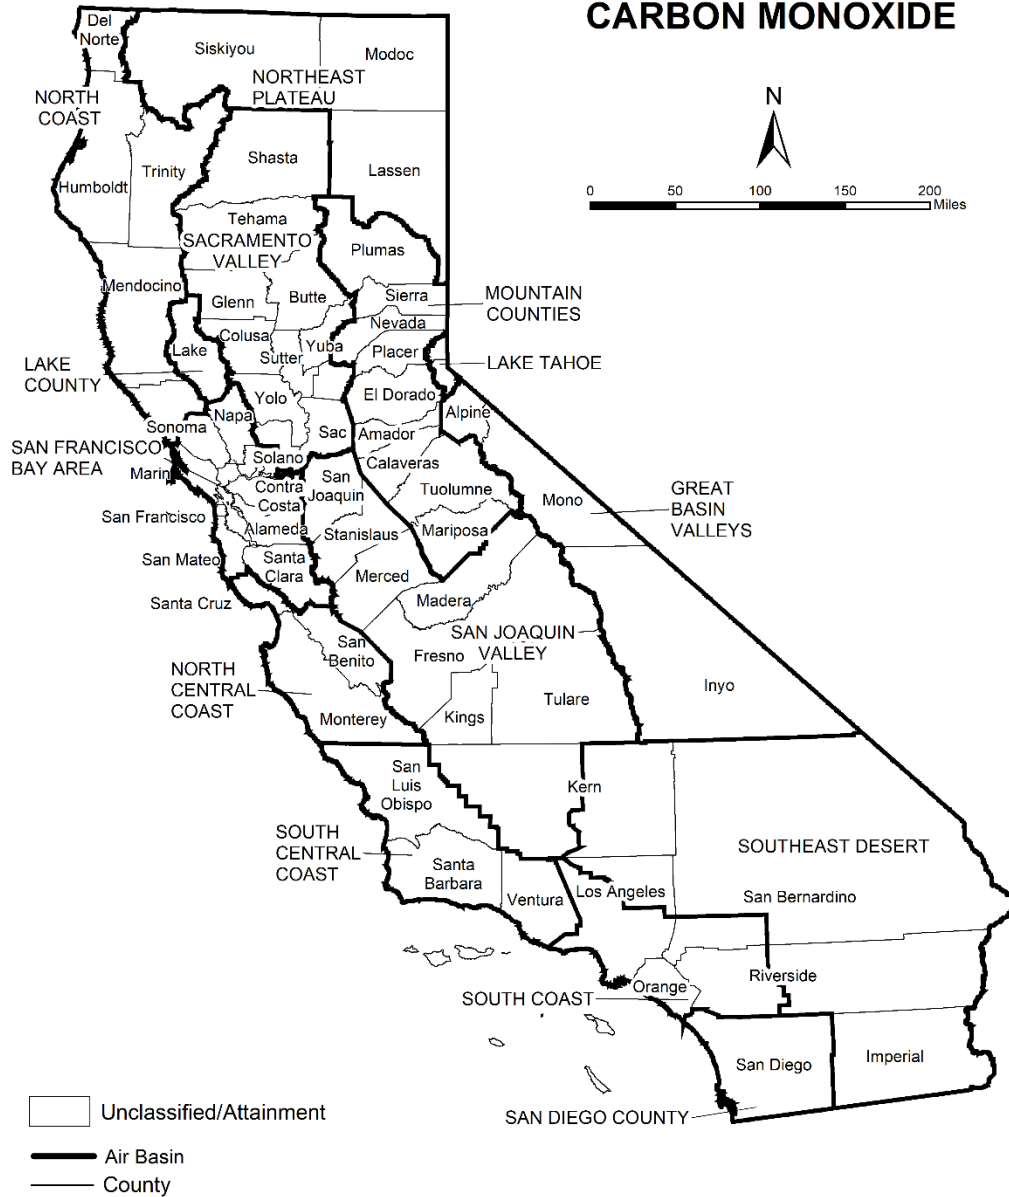 CARBON MONOXIDE
Del
Norte
Siskiyou
Modoc
NORTHEAST
PLATEAU
NORTH
COAST
N
Shasta
Lassen
Trinity
Humboldt
0 50 100 150 200
Miles
Tehama
SACRAMENTO
VALLEY
Plumas
Mendocino
Glenn
Butte
Sierra
MOUNTAIN
COUNTIES
Nevada
Colusa
Sutter
Yuba
Placer
Lake
LAKE TAHOE
LAKE
COUNTY
Yolo
El Dorado
Napa
Alpine
Sonoma
Sac
Amador
SAN FRANCISCO
BAY AREA
Marin
Solano
Calaveras
Contra
Costa
San
Joaquin
Tuolumne
Mono
GREAT
BASIN
VALLEYS
San Francisco
Alameda
Stanislaus
Mariposa
San Mateo
Santa
Clara
Merced
Santa Cruz
Madera
SAN JOAQUIN
VALLEY
San
Benito
Fresno
NORTH
CENTRAL
COAST
Monterey
Kings
Tulare
Inyo
San
Luis
Obispo
Kern
SOUTH
CENTRAL
COAST
Santa
Barbara
Ventura
Los Angeles
SOUTHEAST DESERT
San Bernardino
Riverside
Orange
SOUTH COAST
San Diego
Imperial
SAN DIEGO COUNTY
Unclassified/Attainment
Air Basin
County